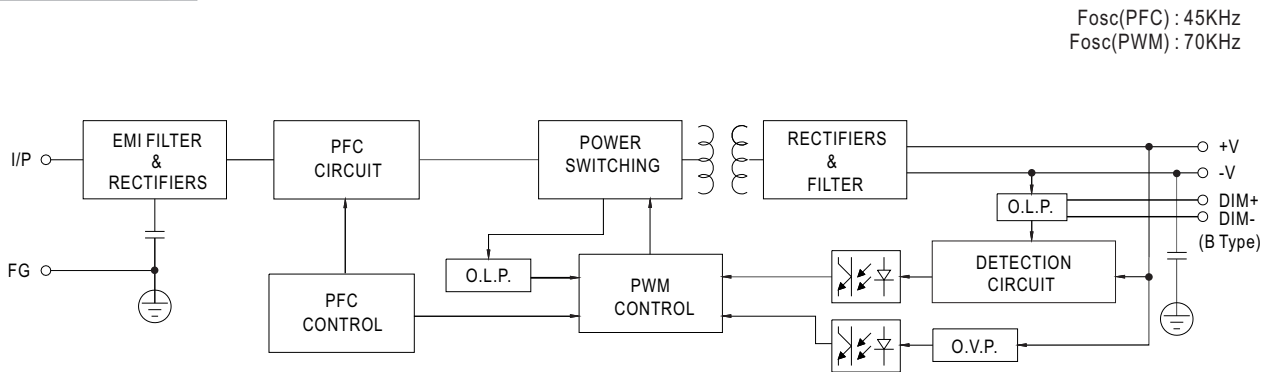 Fosc(PFC) : 45KHz
Fosc(PWM) : 70KHz
I/P
EMI FILTER
&
RECTIFIERS
PFC
CIRCUIT
POWER
SWITCHING
RECTIFIERS
&
FILTER
+V
-V
O.L.P.
DIM+
DIM-
(B Type)
FG
O.L.P.
PFC
CONTROL
PWM
CONTROL
DETECTION
CIRCUIT
O.V.P.